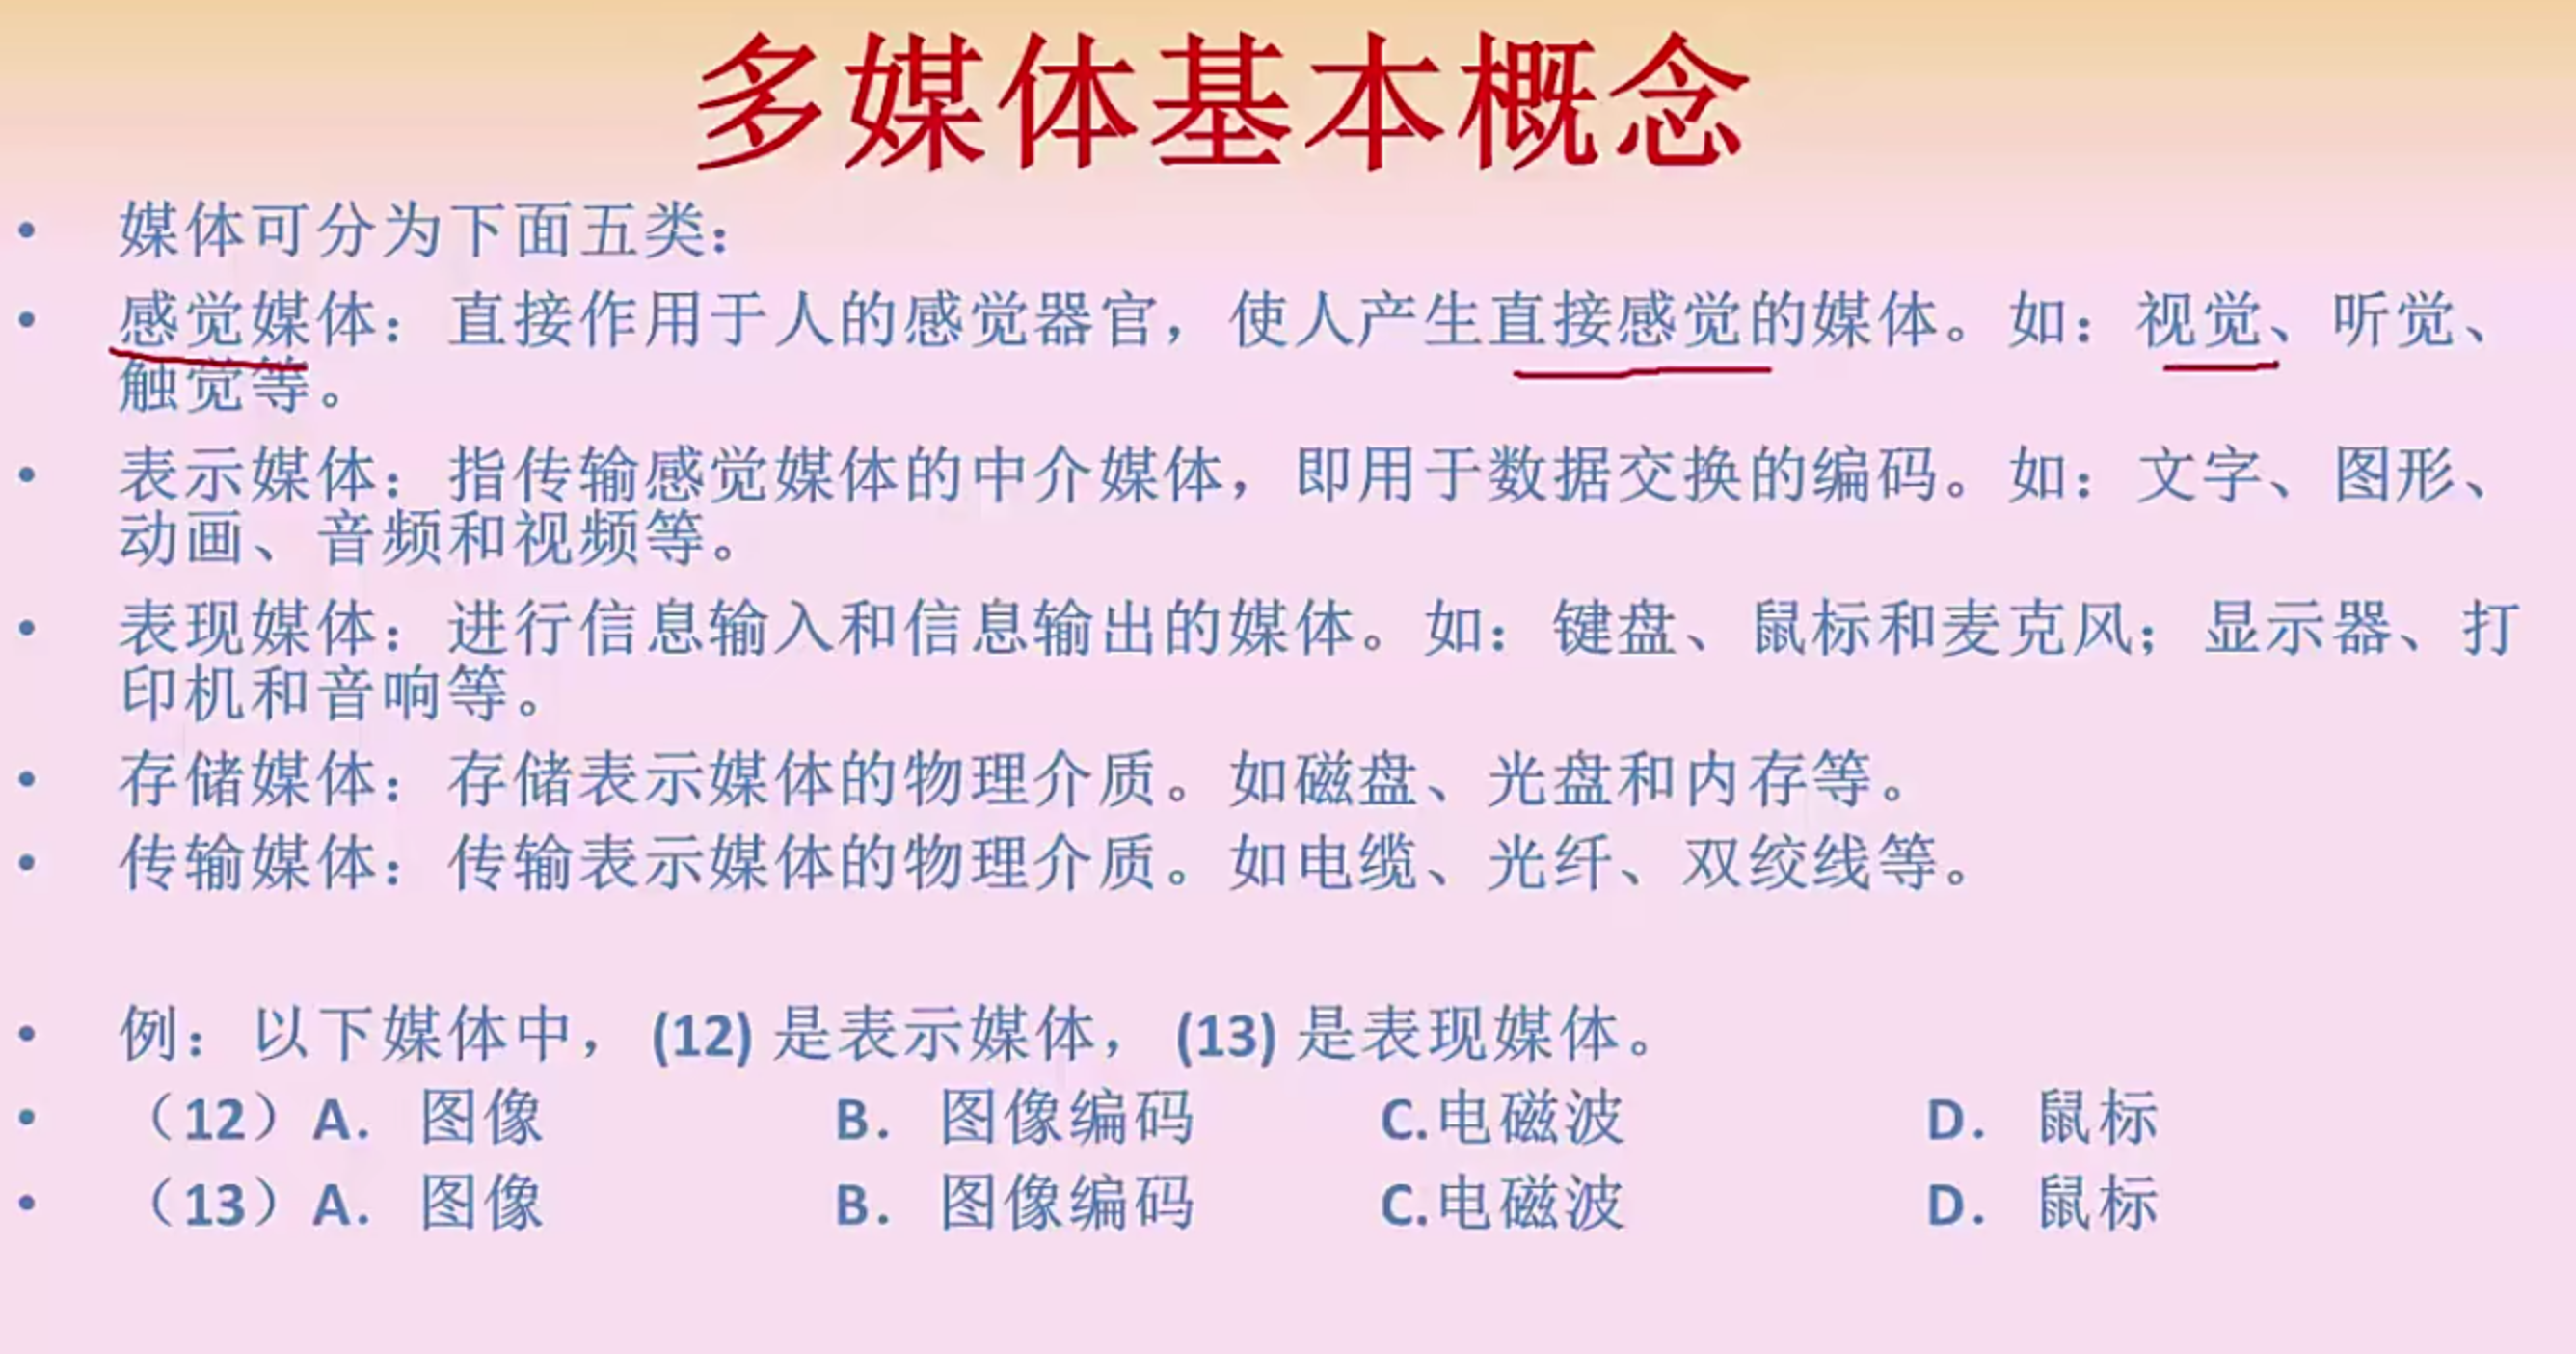 多媒体基本概念
• 媒体可分为下面五类：
• 感觉媒体：直接作用于人的感觉器官，使人产生直接感觉的媒体。如：视觉、听觉、
触觉等。
• 表示媒体：指传输感觉媒体的中介媒体，即用于数据交换的编码。如：文字、图形、
动画、音频和视频等。
• 表现媒体：进行信息输入和信息输出的媒体。如：键盘、鼠标和麦克风；显示器、打
印机和音响等。
• 存储媒体：存储表示媒体的物理介质。如磁盘、光盘和内存等。
• 传输媒体：传输表示媒体的物理介质。如电缆、光纤、双绞线等。
• 例：以下媒体中， (12) 是表示媒体， (13) 是表现媒体。
• （12）A. 图像 B. 图像编码 C.电磁波 D. 鼠标
• （13）A. 图像 B. 图像编码 C.电磁波 D. 鼠标